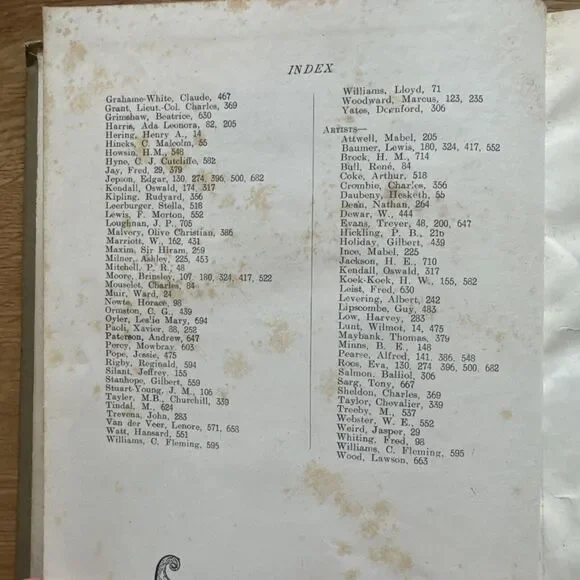 INDEX
Grahame-White, Claude, 467
Grant, Lieut.-Col. Charles, 369
Grimshaw, Beatrice, 630
Harris, Ada Leonora, 82, 205
Hering, Henry A., 14
Hincks, C. Malcolm, 55
Howsin, H.M., 548
Hyne, C. J. Cutcliffe, 582
Jay, Fred, 29, 379
Jepson, Edgar, 130, 274, 396, 500, 682
Kendall, Oswald, 174, 317
Kipling, Rudyard, 356
Leerburger, Stella, 518
Lewis, F. Morton, 552
Loughnan, J. P., 705
Malvery, Olive Christian, 386
Marriott, W., 162, 431
Maxim, Sir Hiram, 269
Milner, Ashley, 225, 453
Mitchell, P. R., 48
Moore, Brinsley, 107, 180, 324, 417, 522
Mouselet, Charles, 84
Muir, Ward, 24
Newte, Horace, 98
Ormston, C. G., 439
Oyler, Leslie Mary, 694
Paoli, Xavier, 88, 252
Paterson, Andrew, 647
Percy, Mowbray, 603
Pope, Jessie, 475
Rigby, Reginald, 594
Silant, Jeffrey, 155
Stanhope, Gilbert, 559
Stuart-Young, J. M., 106
Tayler, M.B., Churchill, 339
Tindal, M., 624
Trevena, John, 283
Van der Veer, Lenore, 571, 658
Watt, Hansard, 551
Williams, C. Fleming, 595
Williams, Lloyd, 71
Woodward, Marcus, 123, 235
Yates, Dornford, 306
ARTISTS—
Attwell, Mabel, 205
Baumer, Lewis, 180, 324, 417, 552
Brock, H. M., 714
Bull, René, 84
Coke, Arthur, 518
Crombie, Charles, 356
Daubeny, Hesketh, 55
Dean, Nathan, 264
Dewar, W., 444
Evans, Treyer, 48, 200, 647
Hickling, P. B., 216
Holiday, Gilbert, 439
Ince, Mabel, 225
Jackson, H. E., 710
Kendall, Oswald, 317
Koek-Koek, H. W., 155, 582
Leist, Fred, 630
Levering, Albert, 242
Lipscombe, Guy, 483
Low, Harvey, 283
Lunt, Wilmot, 14, 475
Maybank, Thomas, 379
Minns, B. E., 148
Pearse, Alfred, 141, 386, 548
Roos, Eva, 130, 274, 396, 500, 682
Salmon, Balliol, 306
Sarg, Tony, 667
Sheldon, Charles, 369
Taylor, Chevalier, 339
Treeby, M., 537
Webster, W. E., 552
Weird, Jasper, 29
Whiting, Fred, 98
Williams, C. Fleming, 595
Wood, Lawson, 663